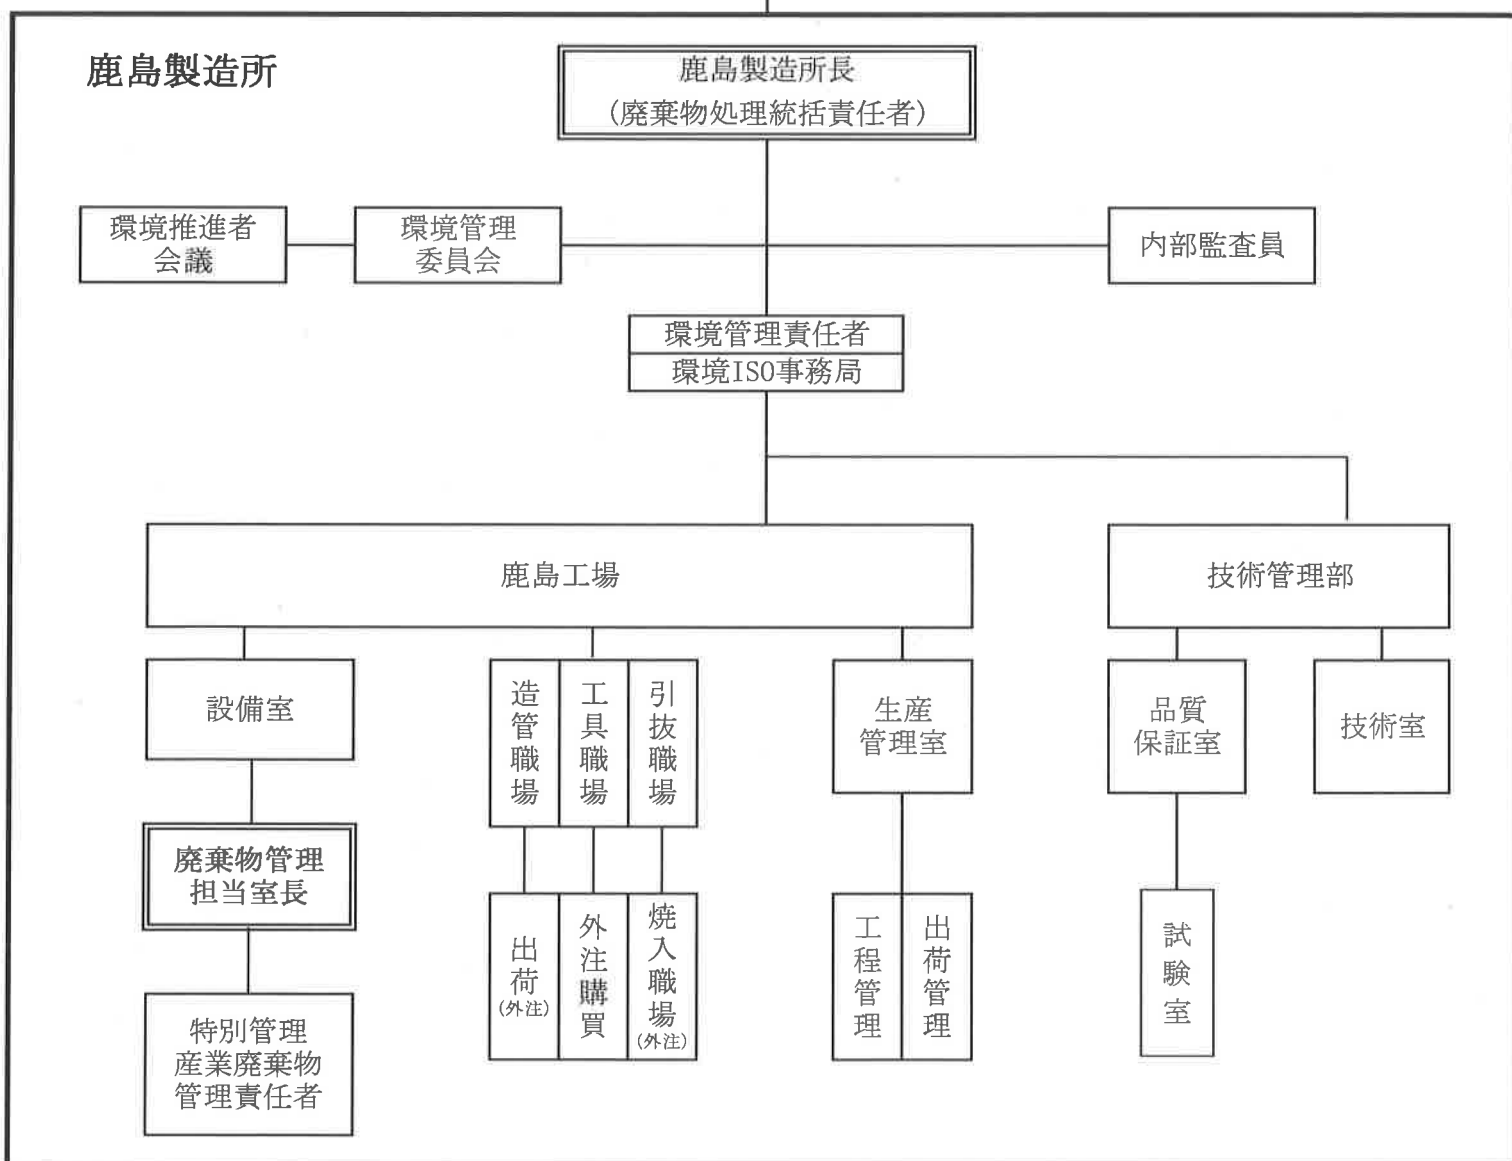 鹿島製造所
鹿島製造所長
(廃棄物処理統括責任者)
環境推進者
会議
環境管理
委員会
内部監査員
環境管理責任者
環境ISO事務局
鹿島工場
技術管理部
設備室
造管職場
工具職場
引抜職場
生産
管理室
品質
保証室
技術室
廃棄物管理
担当室長
出荷
(外注)
外注購買
焼入職場
(外注)
工程管理
出荷管理
試験室
特別管理
産業廃棄物
管理責任者